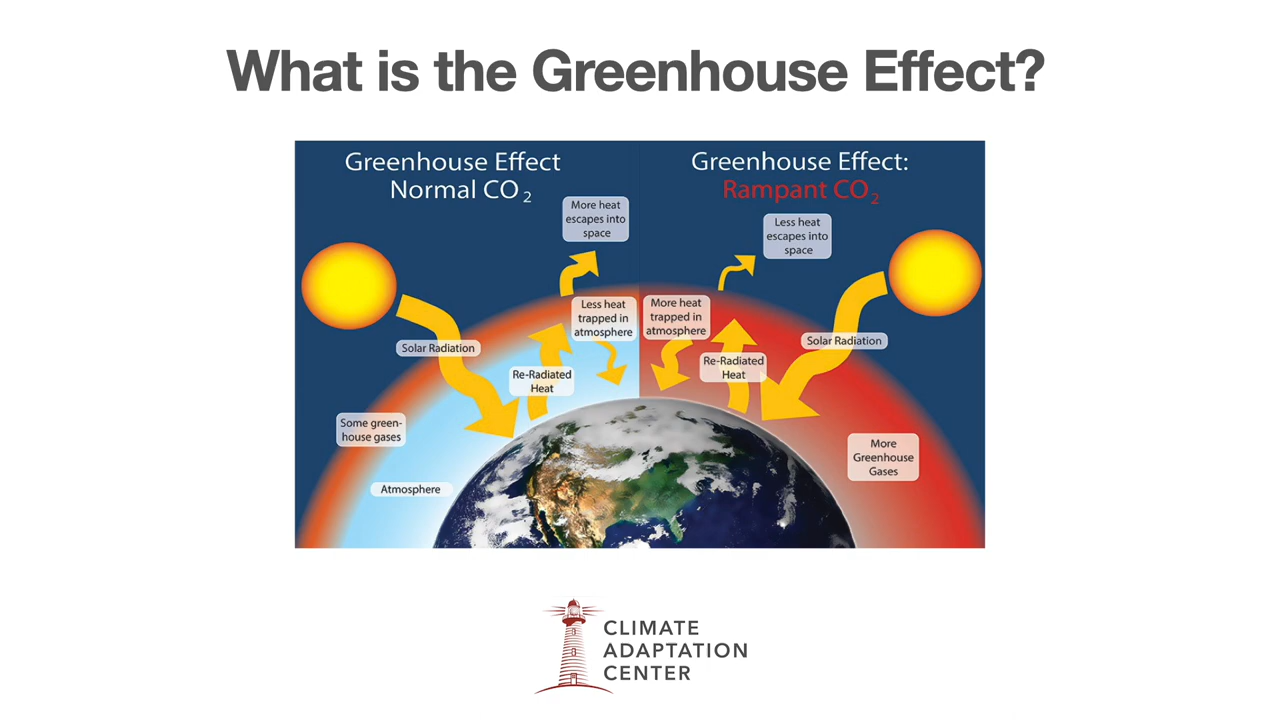 What is the Greenhouse Effect?
Greenhouse Effect
Normal CO2
Greenhouse Effect:
Rampant CO2
More heat
escapes into
space
Less heat
escapes into
space
Less heat
trapped in
atmosphere
More heat
trapped in
atmosphere
Solar Radiation
Solar Radiation
Re-Radiated
Heat
Re-Radiated
Heat
Some green-
house gases
More
Greenhouse
Gases
Atmosphere
CLIMATE
ADAPTATION
CENTER